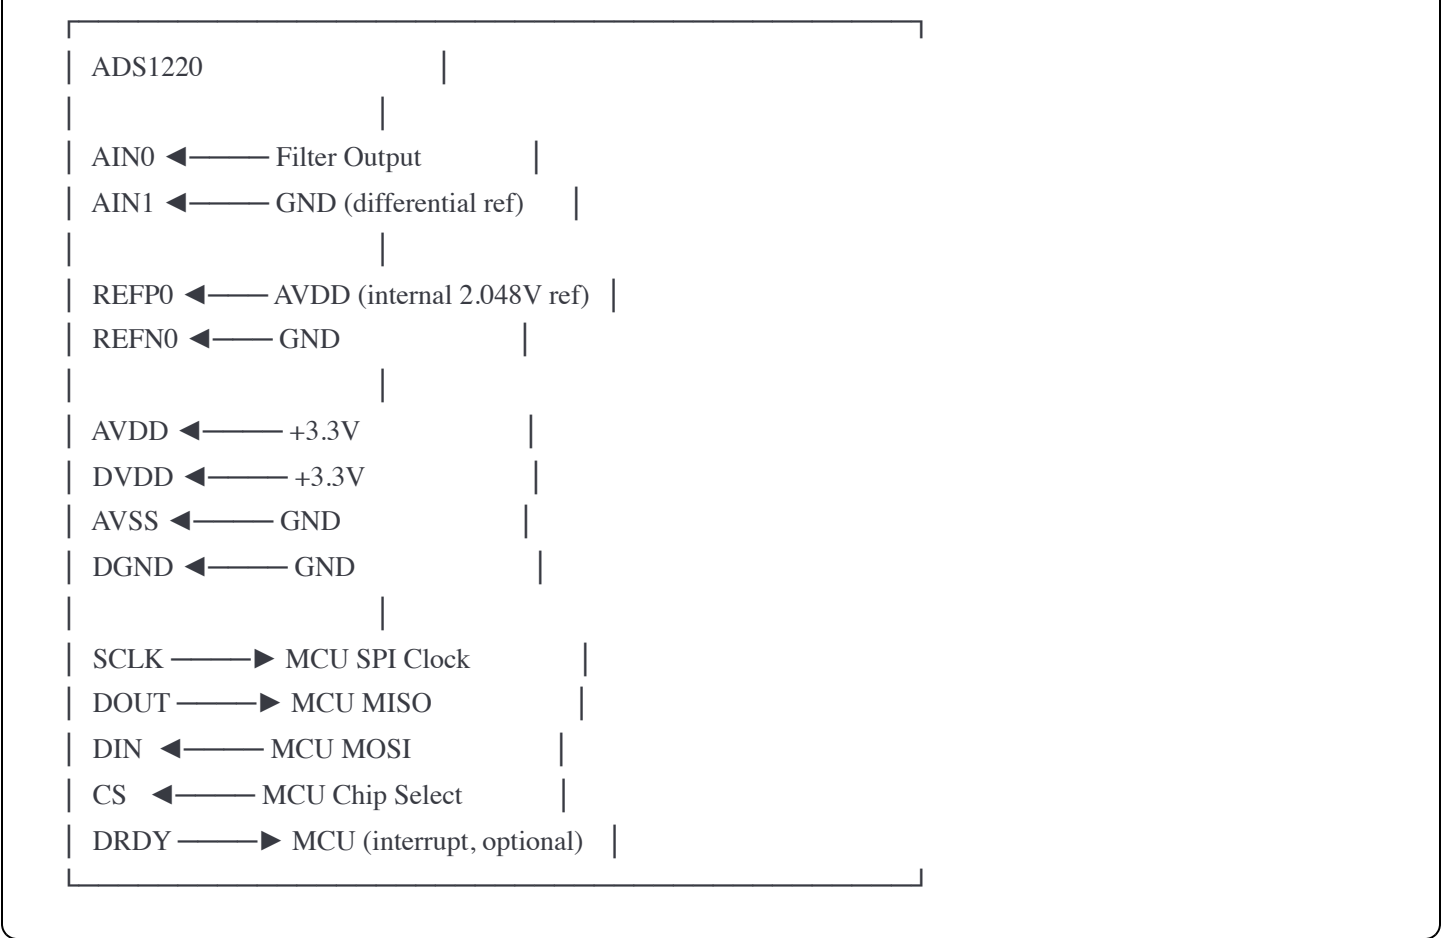 ADS1220
AIN0 ◄──── Filter Output
AIN1 ◄──── GND (differential ref)
REFP0 ◄─── AVDD (internal 2.048V ref)
REFN0 ◄─── GND
AVDD ◄──── +3.3V
DVDD ◄──── +3.3V
AVSS ◄──── GND
DGND ◄──── GND
SCLK ────► MCU SPI Clock
DOUT ────► MCU MISO
DIN ◄──── MCU MOSI
CS ◄──── MCU Chip Select
DRDY ────► MCU (interrupt, optional)